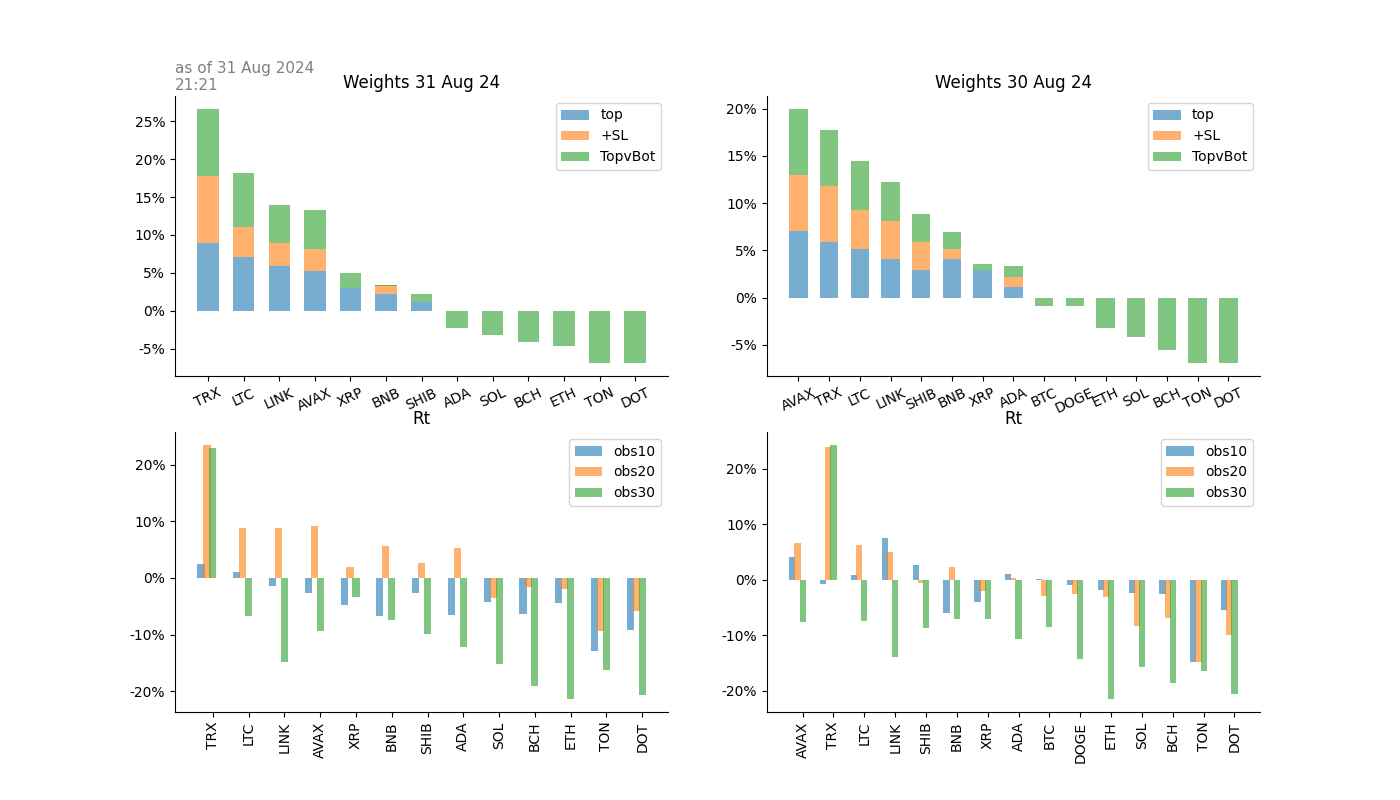 as of 31 Aug 2024
21:21
Weights 31 Aug 24
25%
20%
15%
10%
5%
0%
-5%
top
+SL
TopvBot
TRX LTC LINK AVAX XRP BNB SHIB ADA SOL BCH ETH TON DOT
Weights 30 Aug 24
20%
15%
10%
5%
0%
-5%
top
+SL
TopvBot
AVAX TRX LTC LINK SHIB BNB XRP ADA BTC DOGE ETH SOL BCH TON DOT
Rt
20%
10%
0%
-10%
-20%
obs10
obs20
obs30
TRX LTC LINK AVAX XRP BNB SHIB ADA SOL BCH ETH TON DOT
Rt
20%
10%
0%
-10%
-20%
obs10
obs20
obs30
AVAX TRX LTC LINK SHIB BNB XRP ADA BTC DOGE ETH SOL BCH TON DOT